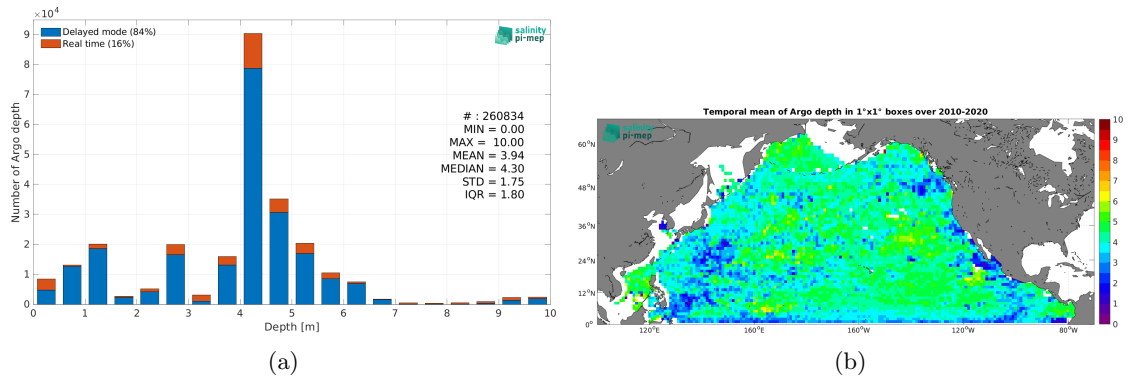 ×10⁴
Delayed mode (84%)
Real time (16%)
salinity
pi-mep
Number of Argo depth
9
8
7
6
5
4
3
2
1
0
# : 260834
MIN = 0.00
MAX = 10.00
MEAN = 3.94
MEDIAN = 4.30
STD = 1.75
IQR = 1.80
0 1 2 3 4 5 6 7 8 9 10
Depth [m]
(a)
Temporal mean of Argo depth in 1°x1° boxes over 2010-2020
salinity
pi-mep
60°N
48°N
36°N
24°N
12°N
0°
120°E 160°E 160°W 120°W 80°W
10
9
8
7
6
5
4
3
2
1
0
(b)